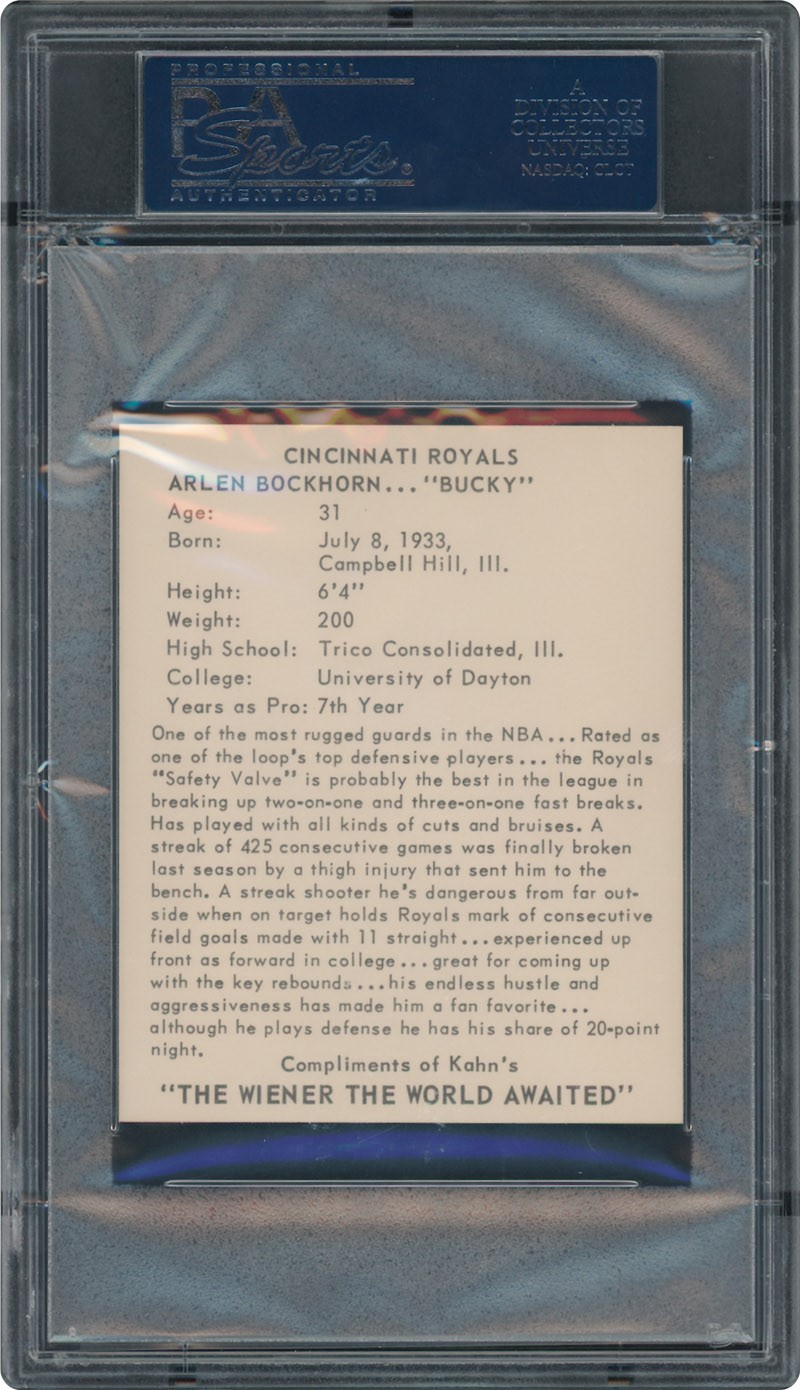 PROFESSIONAL
PSA
Sports®
AUTHENTICATOR
A
DIVISION OF
COLLECTORS
UNIVERSE
NASDAQ: CLCT
CINCINNATI ROYALS
ARLEN BOCKHORN... "BUCKY"
Age: 31
Born: July 8, 1933,
Campbell Hill, Ill.
Height: 6'4"
Weight: 200
High School: Trico Consolidated, Ill.
College: University of Dayton
Years as Pro: 7th Year
One of the most rugged guards in the NBA... Rated as
one of the loop's top defensive players... the Royals
"Safety Valve" is probably the best in the league in
breaking up two-on-one and three-on-one fast breaks.
Has played with all kinds of cuts and bruises. A
streak of 425 consecutive games was finally broken
last season by a thigh injury that sent him to the
bench. A streak shooter he's dangerous from far out-
side when on target holds Royals mark of consecutive
field goals made with 11 straight...experienced up
front as forward in college...great for coming up
with the key rebounds...his endless hustle and
aggressiveness has made him a fan favorite...
although he plays defense he has his share of 20-point
night.
Compliments of Kahn's
"THE WIENER THE WORLD AWAITED"